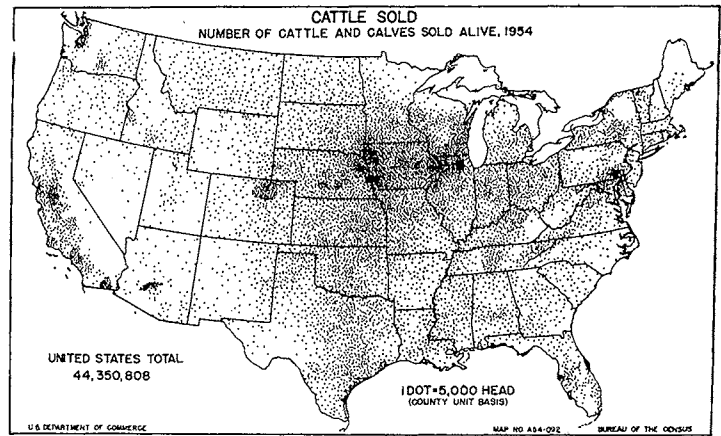 CATTLE SOLD
NUMBER OF CATTLE AND CALVES SOLD ALIVE, 1954
UNITED STATES TOTAL
44,350,808
1 DOT=5,000 HEAD
(COUNTY UNIT BASIS)
U.S. DEPARTMENT OF COMMERCE
MAP NO. A54-092
BUREAU OF THE CENSUS